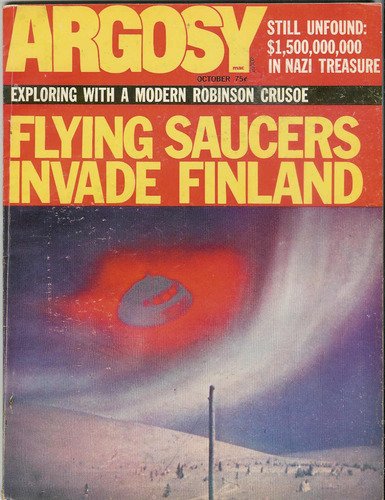 ARGOSY
STILL UNFOUND:
$1,500,000,000
IN NAZI TREASURE
OCTOBER 75¢
EXPLORING WITH A MODERN ROBINSON CRUSOE
FLYING SAUCERS
INVADE FINLAND